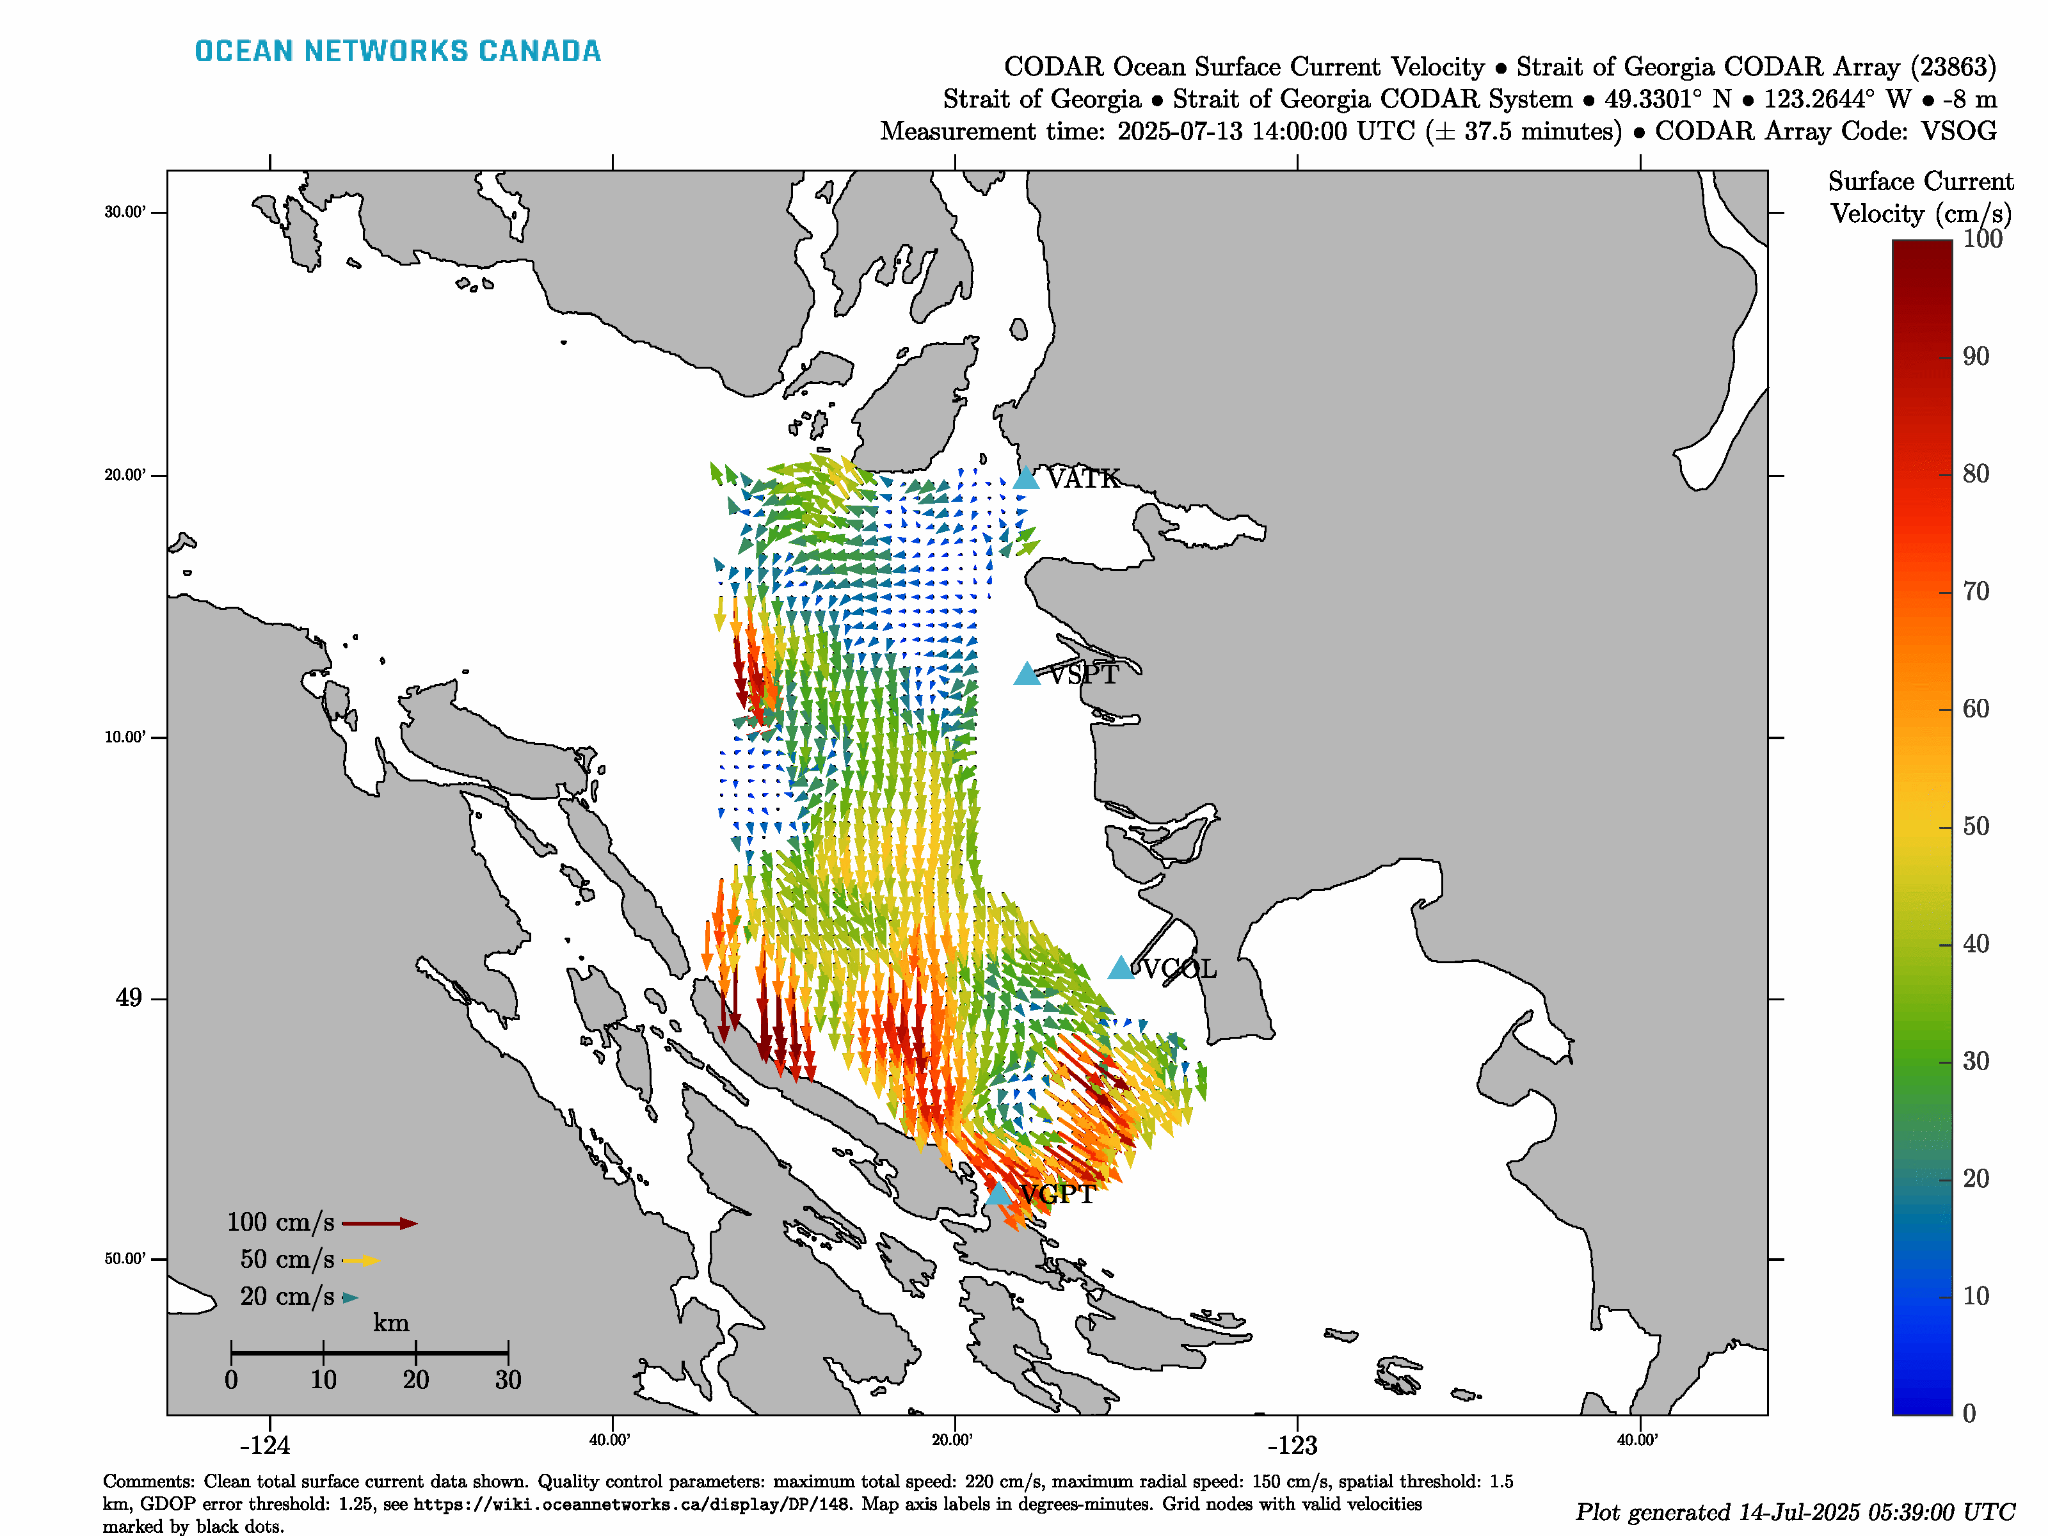 OCEAN NETWORKS CANADA
CODAR Ocean Surface Current Velocity • Strait of Georgia CODAR Array (23863)
Strait of Georgia • Strait of Georgia CODAR System • 49.3301° N • 123.2644° W • -8 m
Measurement time: 2025-07-13 14:00:00 UTC (± 37.5 minutes) • CODAR Array Code: VSOG
Surface Current
Velocity (cm/s)
100
90
80
70
60
50
40
30
20
10
0
30.00'
20.00'
10.00'
49
50.00'
VATK
VSPT
VCOL
VGPT
100 cm/s
50 cm/s
20 cm/s
km
0 10 20 30
-124 40.00' 20.00' -123 40.00'
Comments: Clean total surface current data shown. Quality control parameters: maximum total speed: 220 cm/s, maximum radial speed: 150 cm/s, spatial threshold: 1.5
km, GDOP error threshold: 1.25, see https://wiki.oceannetworks.ca/display/DP/148. Map axis labels in degrees-minutes. Grid nodes with valid velocities
marked by black dots.
Plot generated 14-Jul-2025 05:39:00 UTC